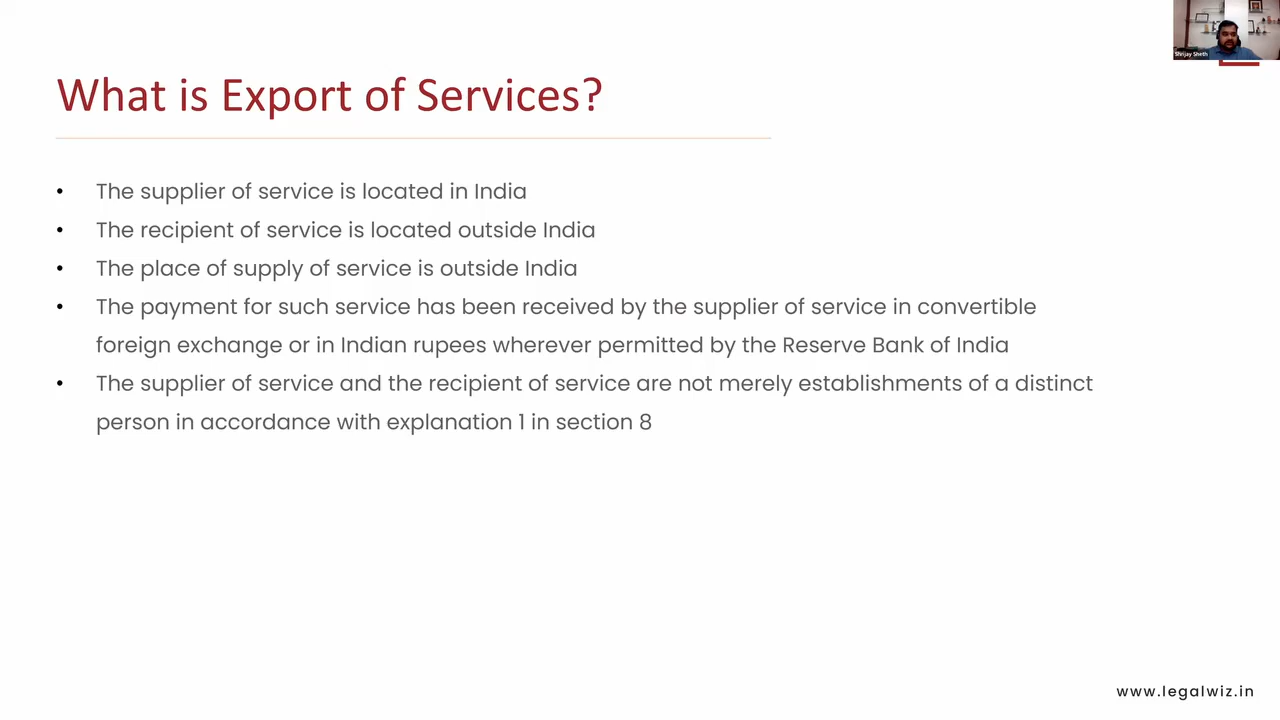 Shrijay Sheth
What is Export of Services?
• The supplier of service is located in India
• The recipient of service is located outside India
• The place of supply of service is outside India
• The payment for such service has been received by the supplier of service in convertible
foreign exchange or in Indian rupees wherever permitted by the Reserve Bank of India
• The supplier of service and the recipient of service are not merely establishments of a distinct
person in accordance with explanation 1 in section 8
www.legalwiz.in